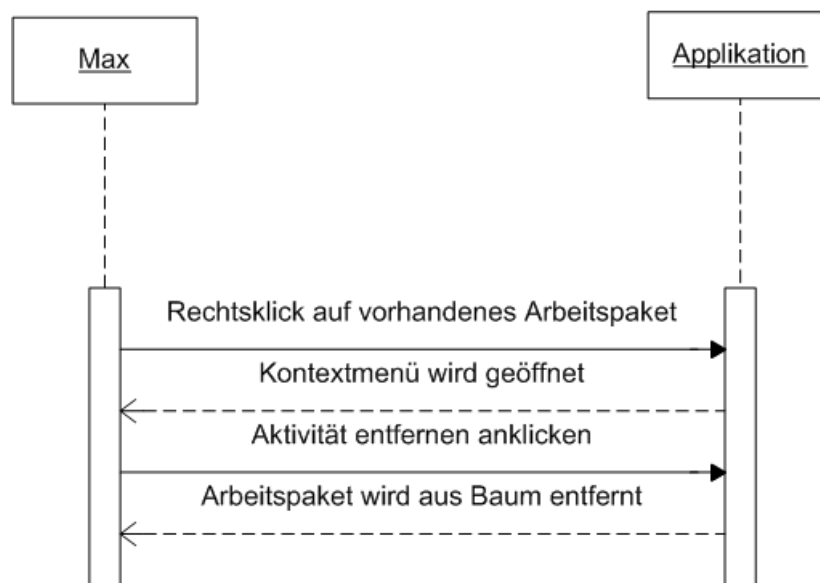 Max
Applikation
Rechtsklick auf vorhandenes Arbeitspaket
Kontextmenü wird geöffnet
Aktivität entfernen anklicken
Arbeitspaket wird aus Baum entfernt